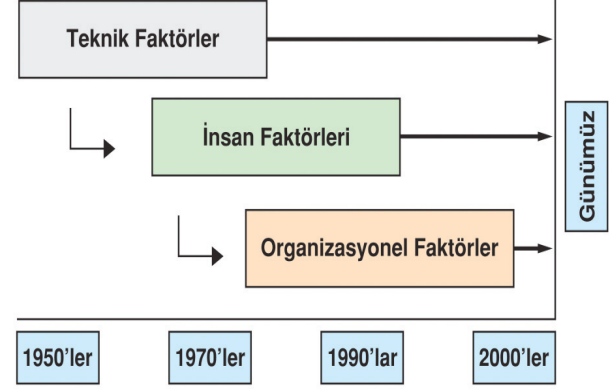 Teknik Faktörler
İnsan Faktörleri
Organizasyonel Faktörler
Günümüz
1950'ler
1970'ler
1990'lar
2000'ler